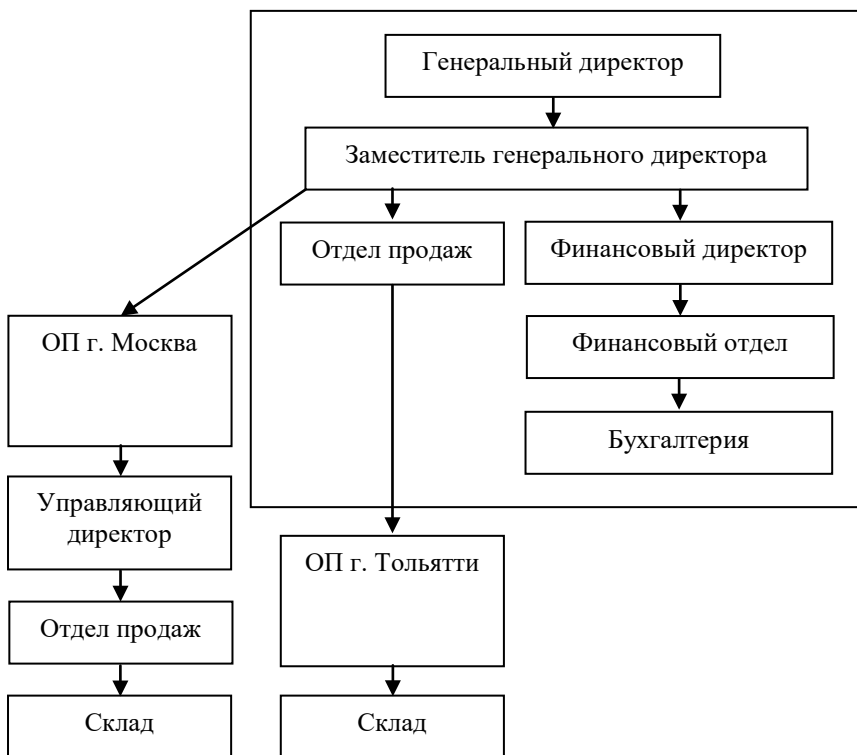 Генеральный директор
Заместитель генерального директора
Отдел продаж
Финансовый директор
ОП г. Москва
Финансовый отдел
Бухгалтерия
Управляющий
директор
ОП г. Тольятти
Отдел продаж
Склад
Склад